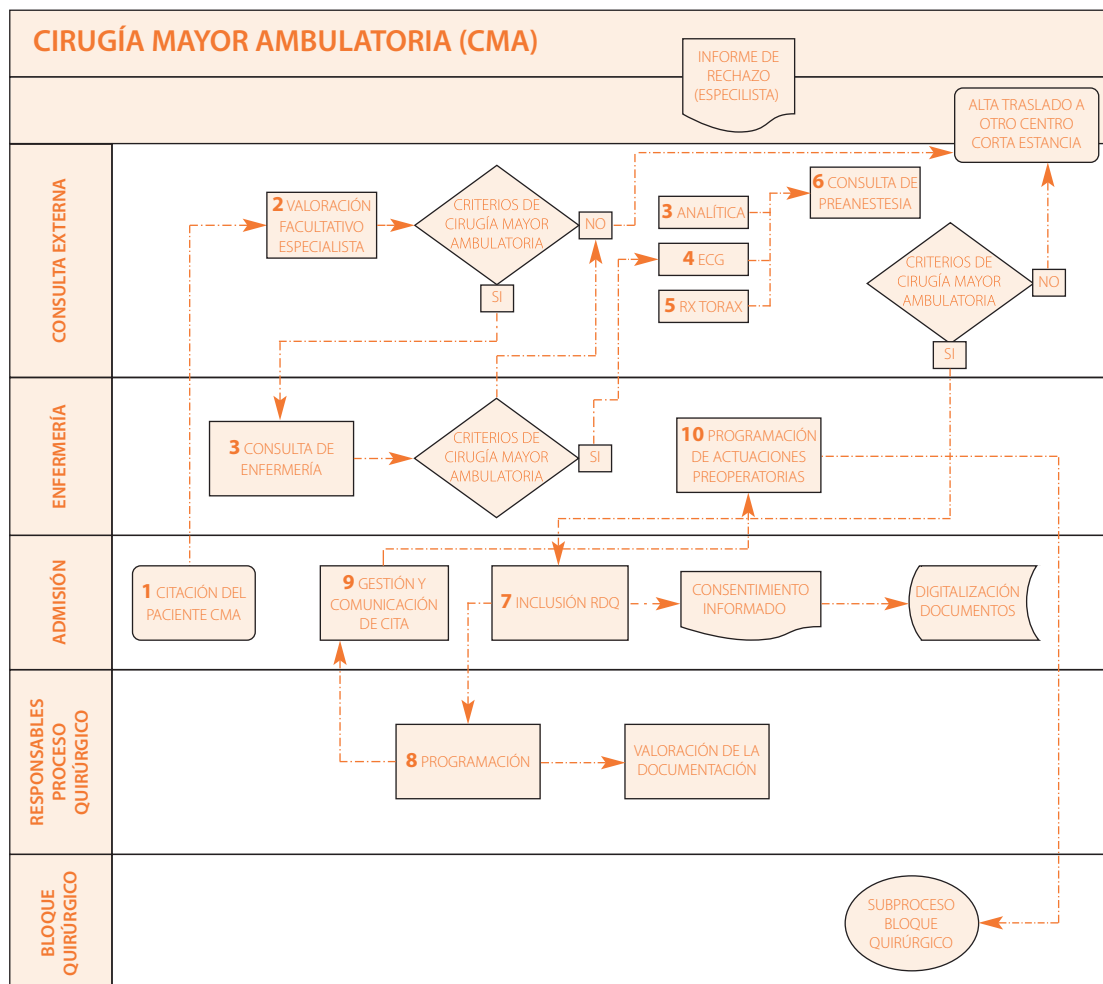 CIRUGÍA MAYOR AMBULATORIA (CMA)
INFORME DE
RECHAZO
(ESPECILISTA)
ALTA TRASLADO A
OTRO CENTRO
CORTA ESTANCIA
CONSULTA EXTERNA
2 VALORACIÓN
FACULTATIVO
ESPECIALISTA
CRITERIOS DE
CIRUGÍA MAYOR
AMBULATORIA
NO
SI
3 ANALÍTICA
4 ECG
5 RX TORAX
6 CONSULTA DE
PREANESTESIA
CRITERIOS DE
CIRUGÍA MAYOR
AMBULATORIA
NO
SI
ENFERMERÍA
3 CONSULTA DE
ENFERMERÍA
CRITERIOS DE
CIRUGÍA MAYOR
AMBULATORIA
SI
10 PROGRAMACIÓN
DE ACTUACIONES
PREOPERATORIAS
ADMISIÓN
1 CITACIÓN DEL
PACIENTE CMA
9 GESTIÓN Y
COMUNICACIÓN
DE CITA
7 INCLUSIÓN RDQ
CONSENTIMIENTO
INFORMADO
DIGITALIZACIÓN
DOCUMENTOS
RESPONSABLES
PROCESO
QUIRÚRGICO
8 PROGRAMACIÓN
VALORACIÓN DE LA
DOCUMENTACIÓN
BLOQUE
QUIRÚRGICO
SUBPROCESO
BLOQUE
QUIRÚRGICO